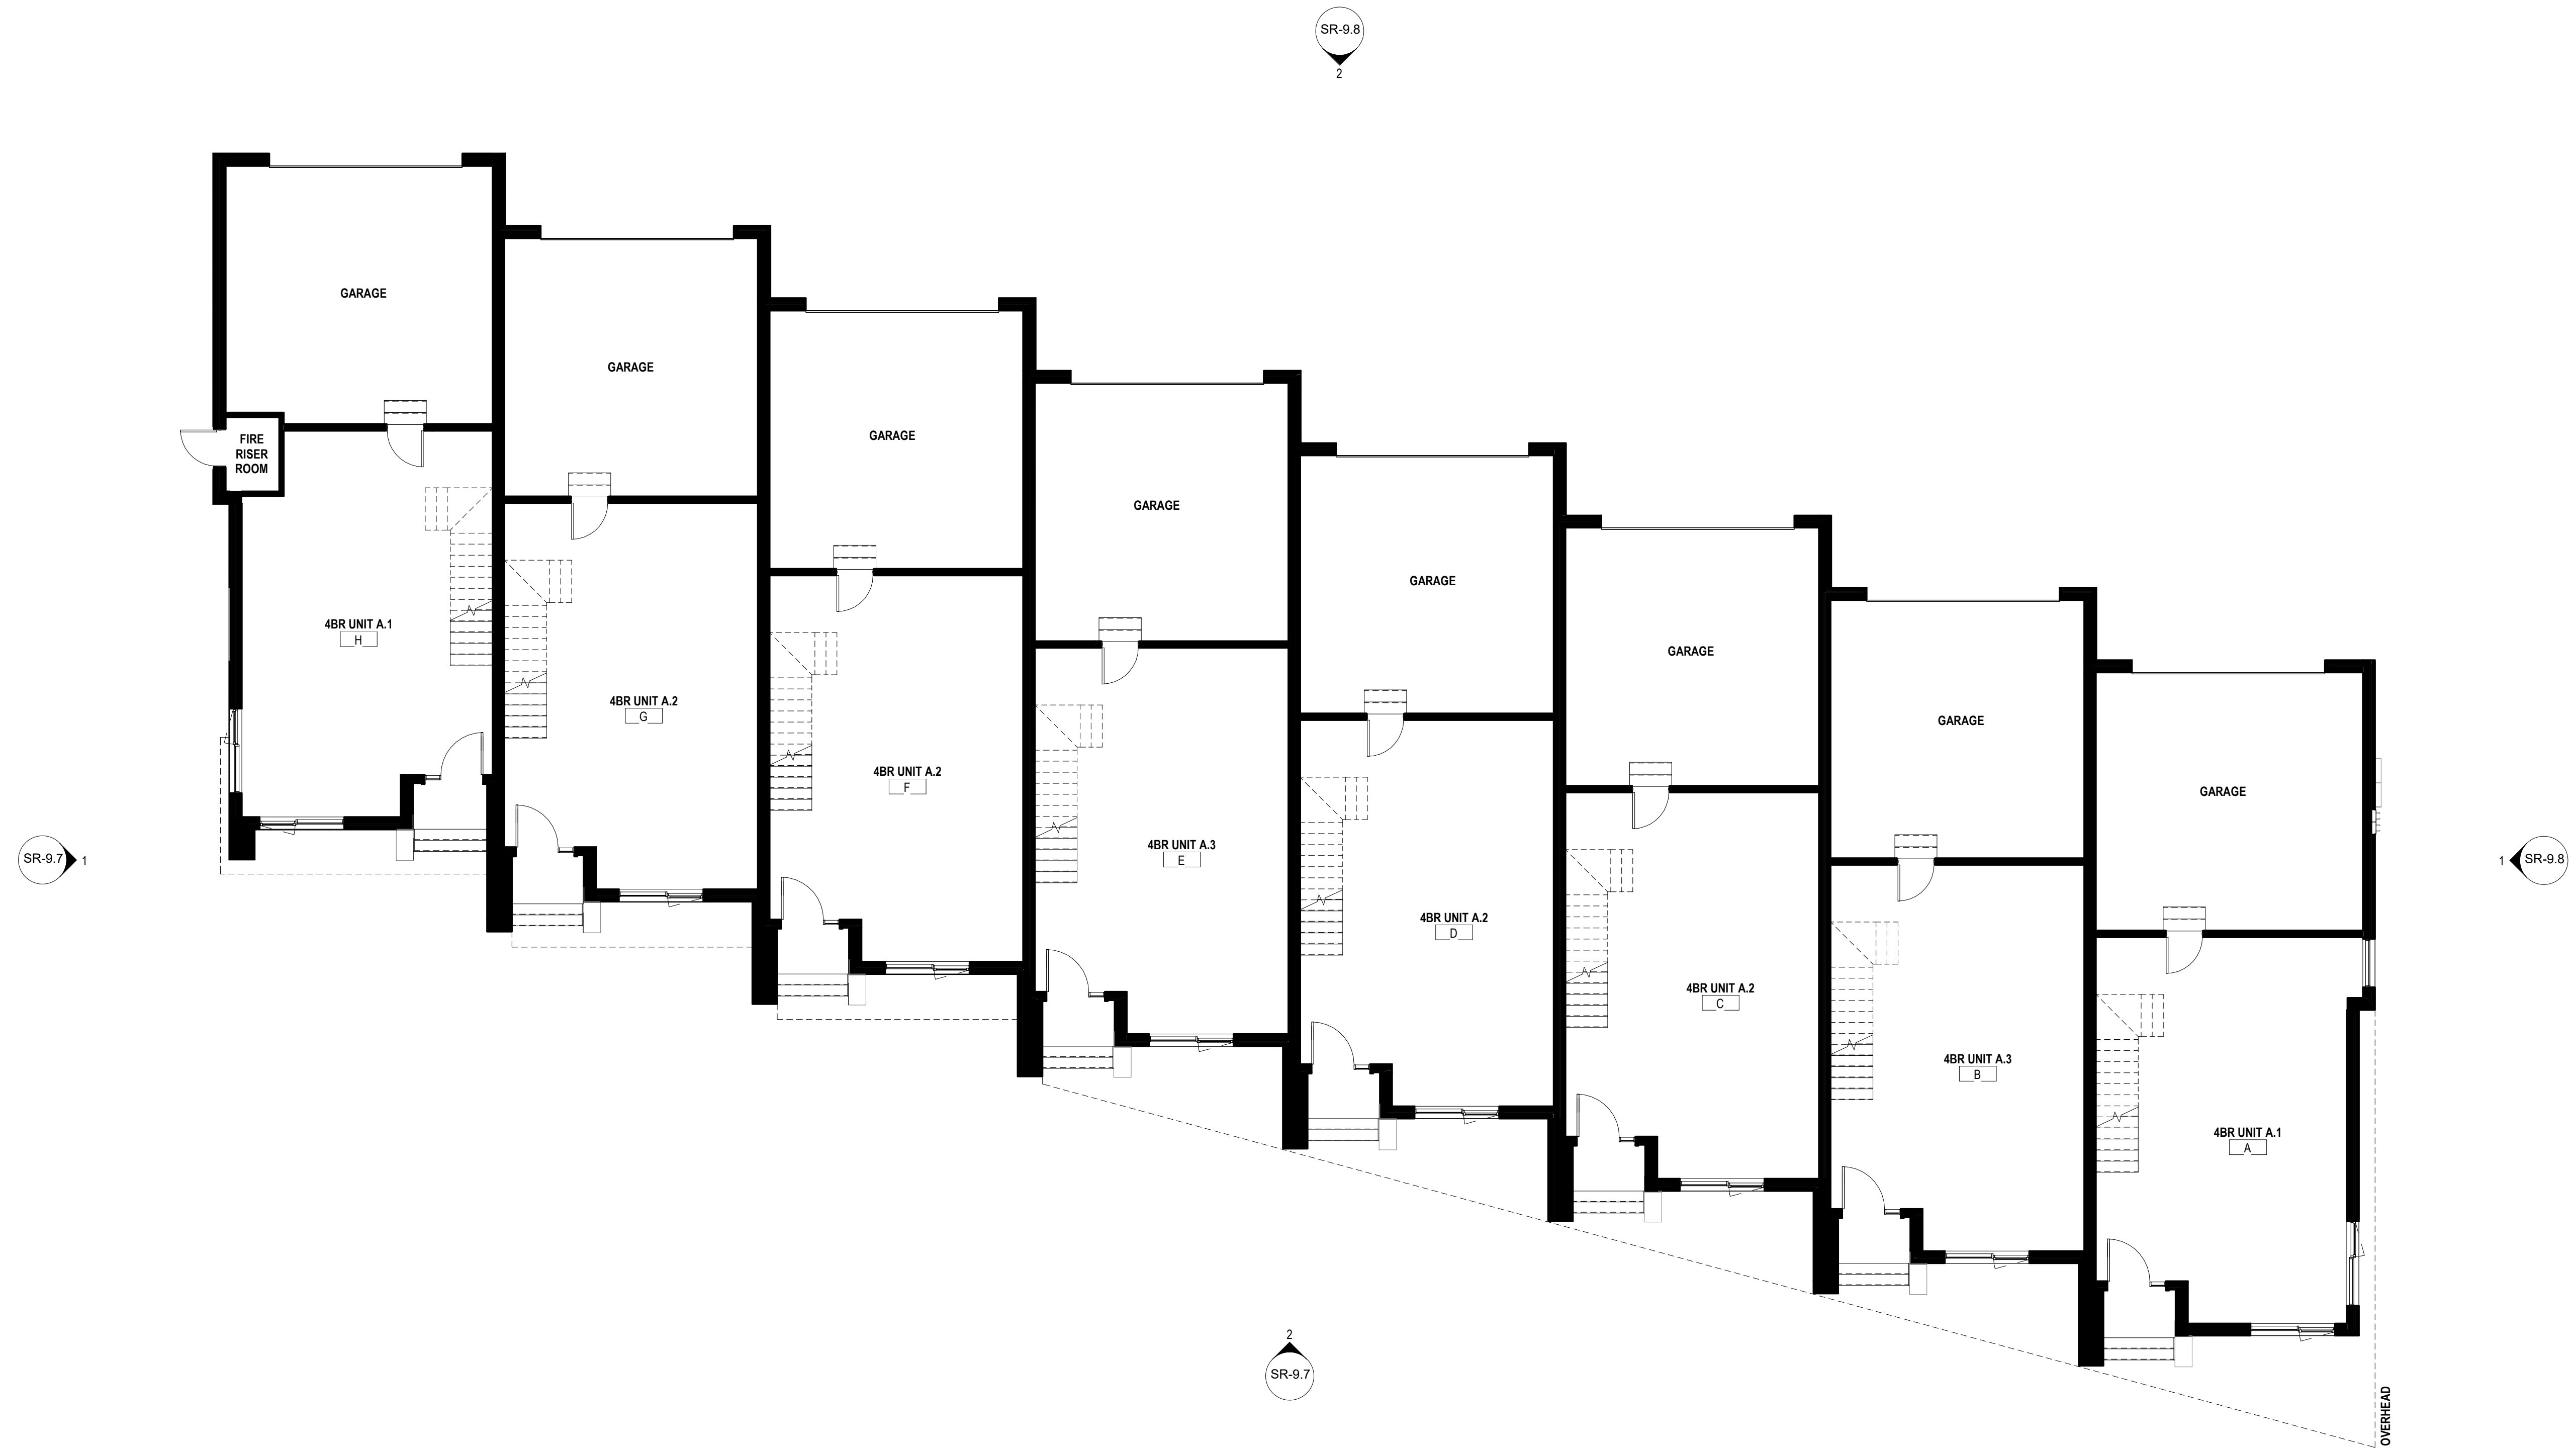 SR-9.8
2
GARAGE
GARAGE
GARAGE
GARAGE
GARAGE
GARAGE
GARAGE
GARAGE
FIRE
RISER
ROOM
4BR UNIT A.1
H
4BR UNIT A.2
G
4BR UNIT A.2
F
4BR UNIT A.3
E
4BR UNIT A.2
D
4BR UNIT A.2
C
4BR UNIT A.3
B
4BR UNIT A.1
A
SR-9.7
1
1
SR-9.8
2
SR-9.7
OVERHEAD